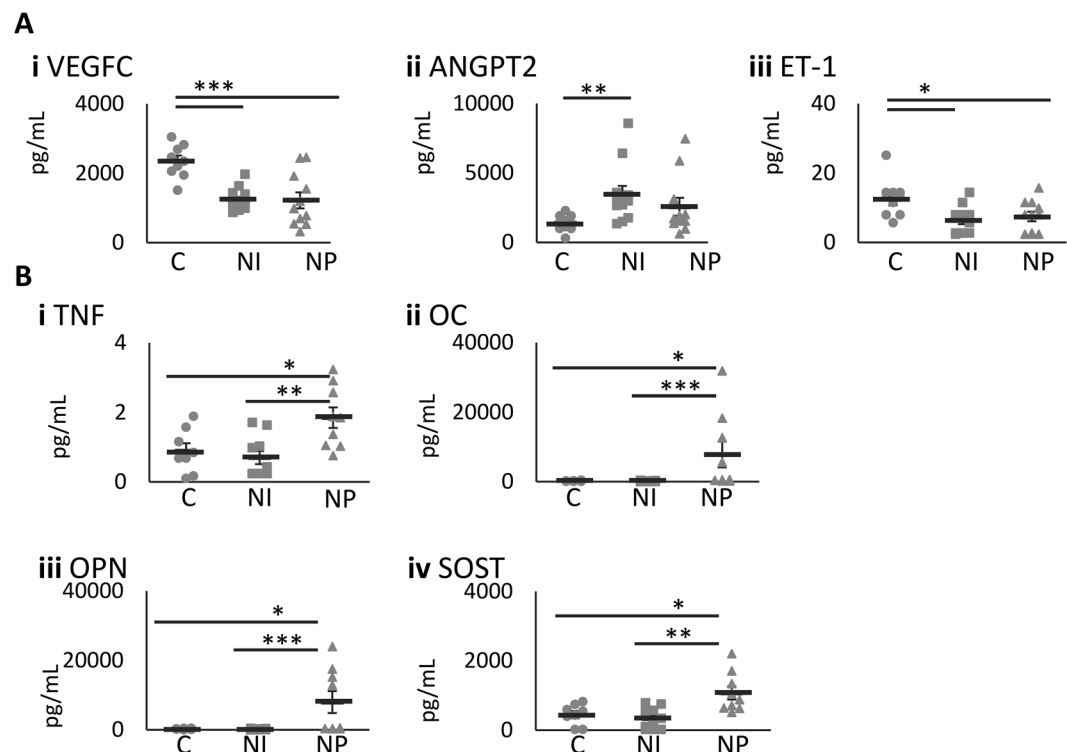 A
i VEGFC
***
4000
2000
0
pg/mL
C NI NP
ii ANGPT2
**
10000
5000
0
pg/mL
C NI NP
iii ET-1
*
40
20
0
pg/mL
C NI NP
B
i TNF
*
**
4
2
0
pg/mL
C NI NP
ii OC
*
***
40000
20000
0
pg/mL
C NI NP
iii OPN
*
***
40000
20000
0
pg/mL
C NI NP
iv SOST
*
**
4000
2000
0
pg/mL
C NI NP